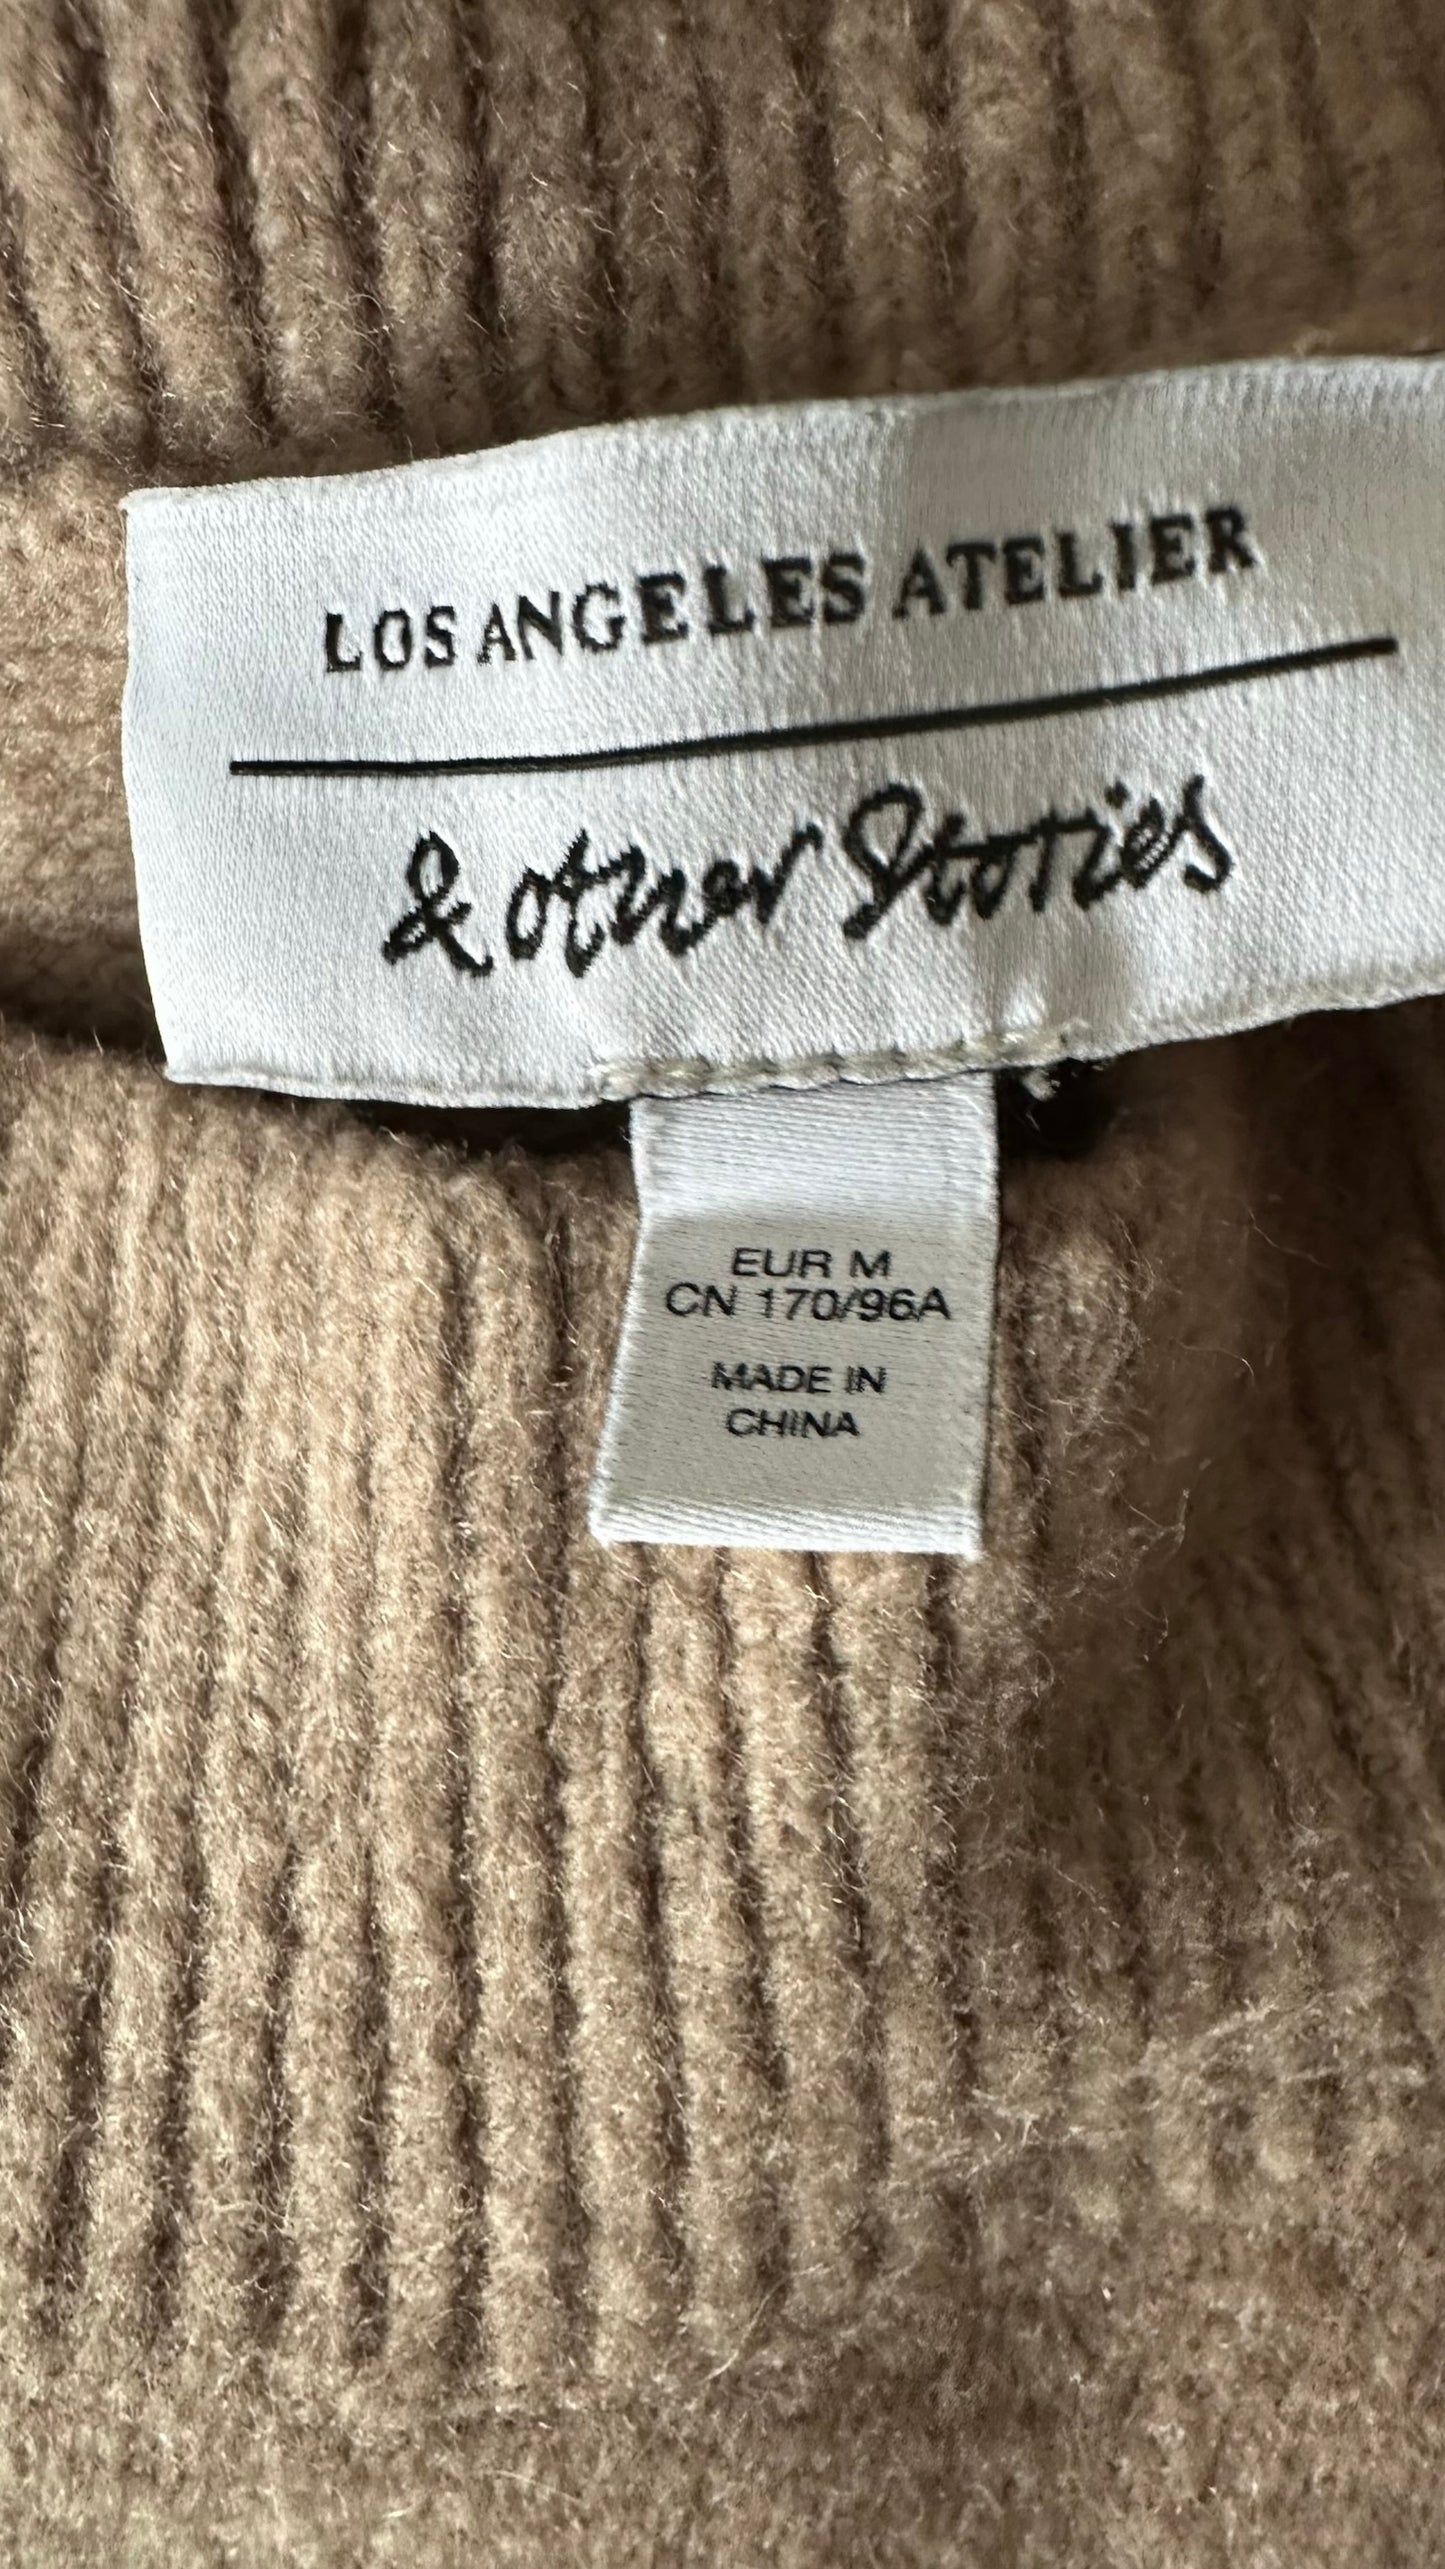 LOS ANGELES ATELIER
& other Stories
EUR M
CN 170/96A
MADE IN
CHINA